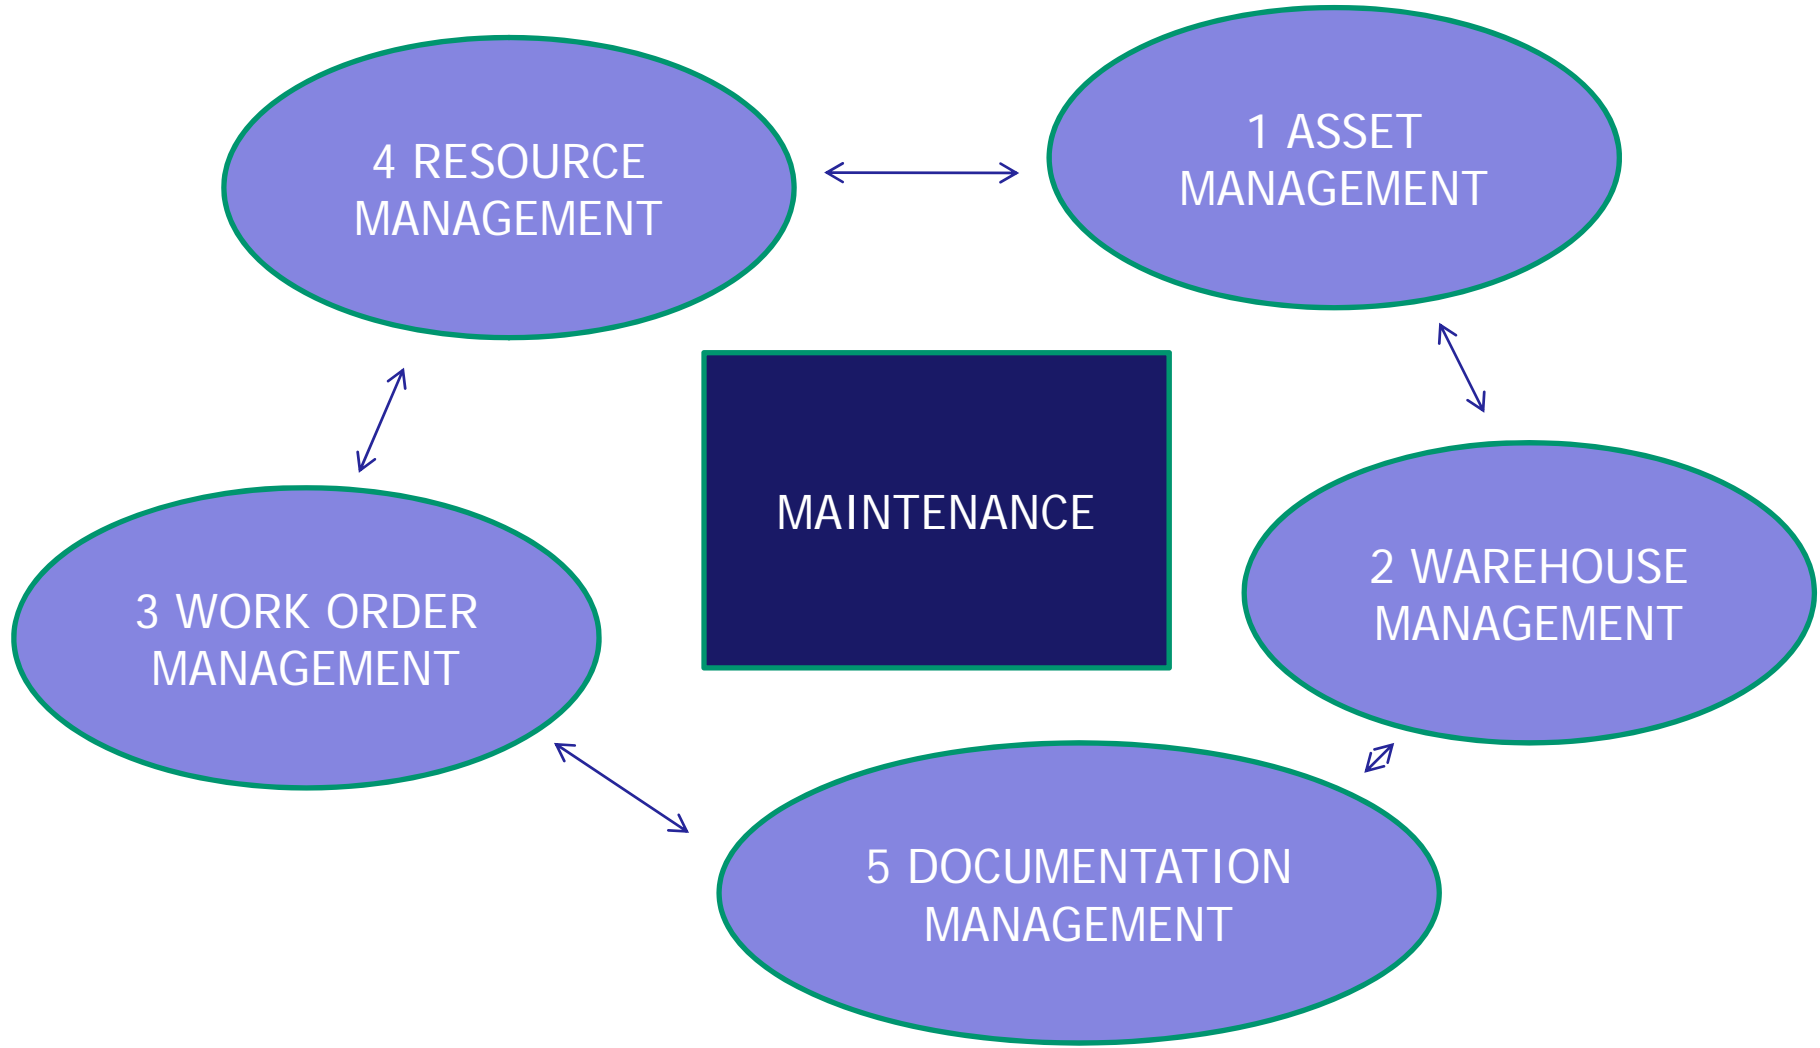 4 RESOURCE
MANAGEMENT
1 ASSET
MANAGEMENT
MAINTENANCE
3 WORK ORDER
MANAGEMENT
2 WAREHOUSE
MANAGEMENT
5 DOCUMENTATION
MANAGEMENT